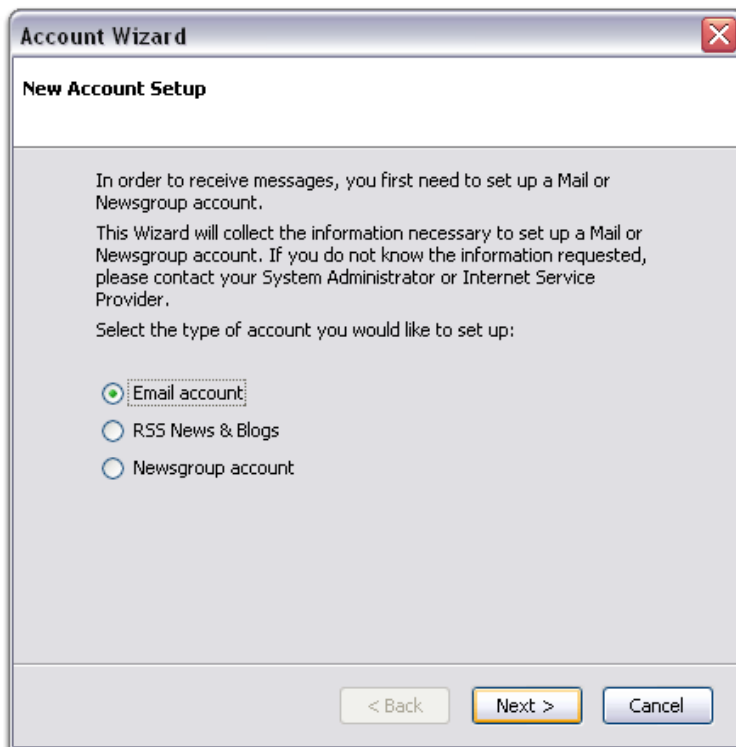 Account Wizard
New Account Setup
In order to receive messages, you first need to set up a Mail or
Newsgroup account.
This Wizard will collect the information necessary to set up a Mail or
Newsgroup account. If you do not know the information requested,
please contact your System Administrator or Internet Service
Provider.
Select the type of account you would like to set up:
Email account
RSS News & Blogs
Newsgroup account
< Back Next > Cancel